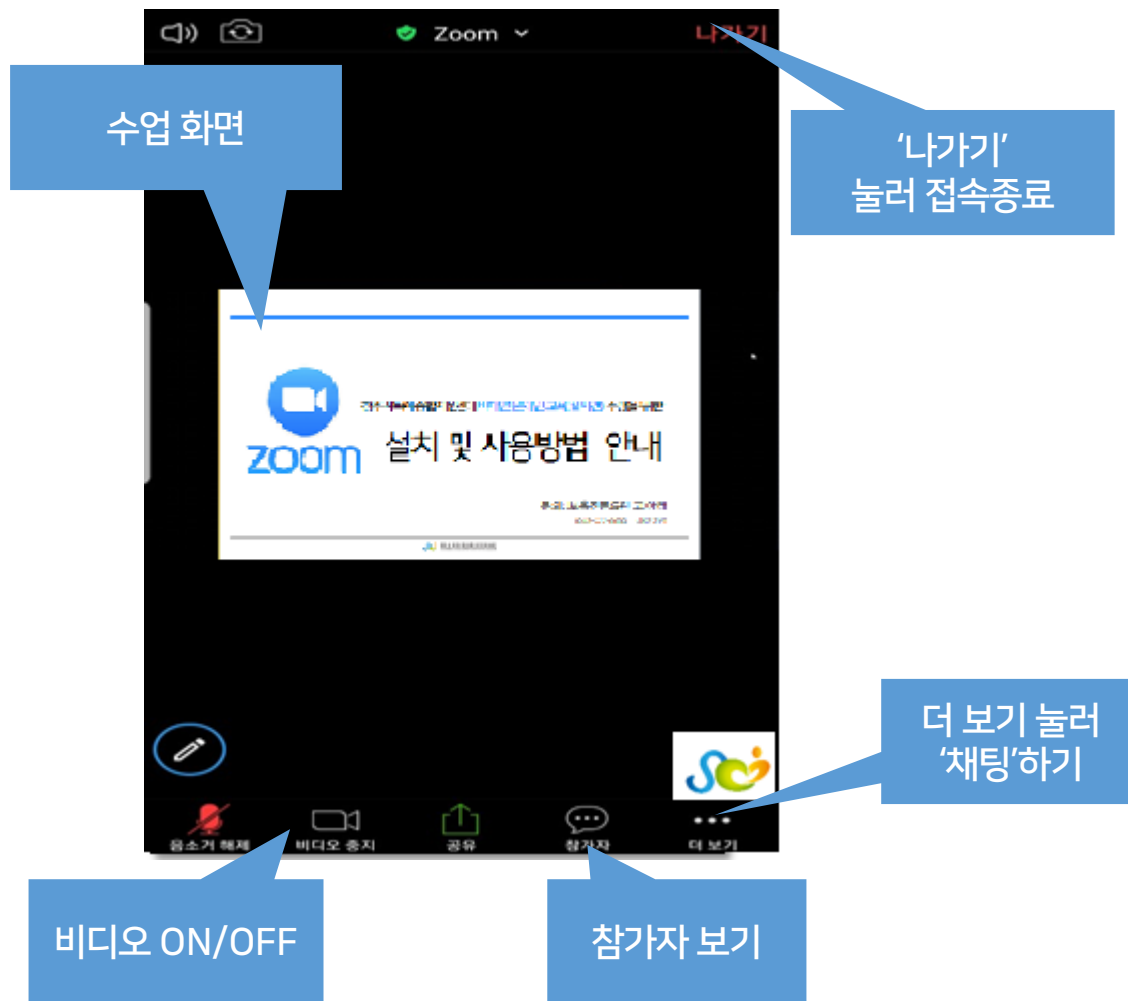 Zoom
나가기
수업 화면
‘나가기’
눌러 접속종료
zoom
설치 및 사용방법 안내
더 보기 눌러
‘채팅’하기
음소거 해제
비디오 중지
공유
참가자
더 보기
비디오 ON/OFF
참가자 보기